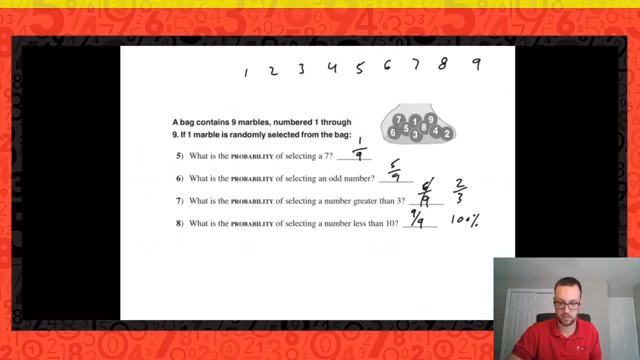 1 2 3 4 5 6 7 8 9
A bag contains 9 marbles, numbered 1 through
9. If 1 marble is randomly selected from the bag:
7 1 9
6 5 8 4 2
3
5) What is the PROBABILITY of selecting a 7? 1/9
6) What is the PROBABILITY of selecting an odd number? 5/9
7) What is the PROBABILITY of selecting a number greater than 3? 6/9 2/3
8) What is the PROBABILITY of selecting a number less than 10? 9/9 100%